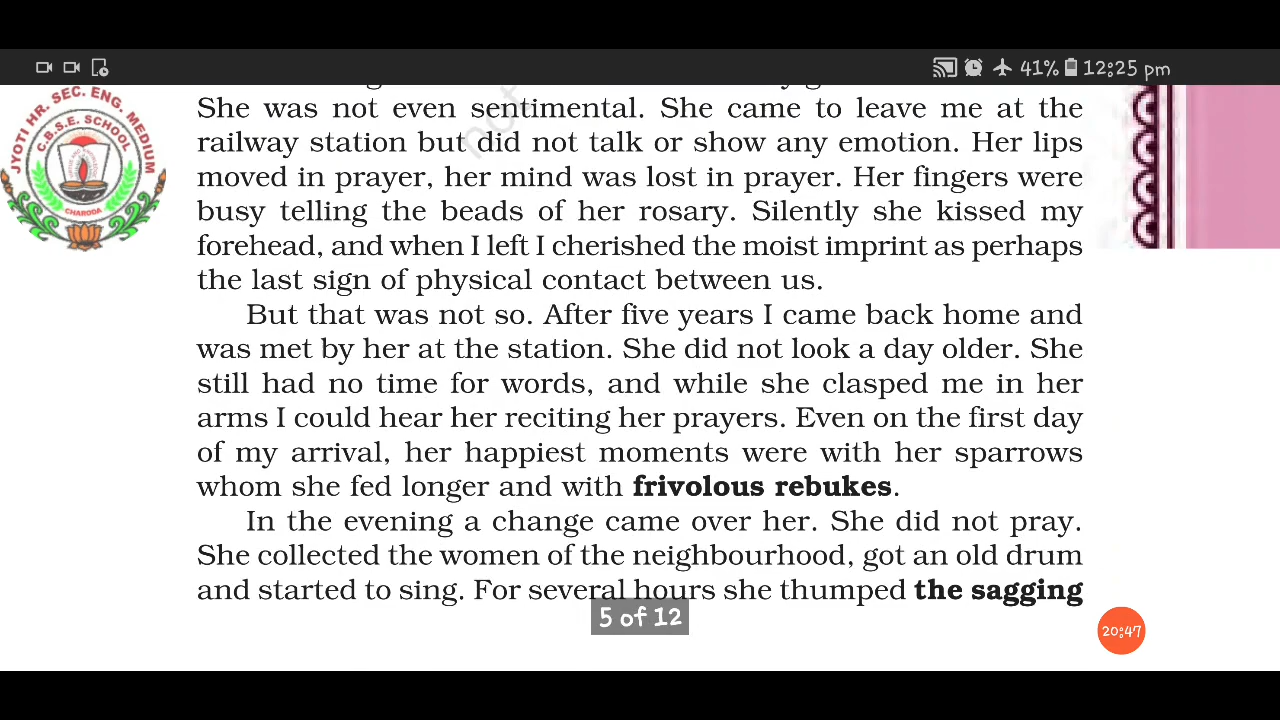 41% 12:25 pm
JYOTI HR. SEC. ENG. MEDIUM
C.B.S.E. SCHOOL
CHARODA
not
She was not even sentimental. She came to leave me at the
railway station but did not talk or show any emotion. Her lips
moved in prayer, her mind was lost in prayer. Her fingers were
busy telling the beads of her rosary. Silently she kissed my
forehead, and when I left I cherished the moist imprint as perhaps
the last sign of physical contact between us.
But that was not so. After five years I came back home and
was met by her at the station. She did not look a day older. She
still had no time for words, and while she clasped me in her
arms I could hear her reciting her prayers. Even on the first day
of my arrival, her happiest moments were with her sparrows
whom she fed longer and with frivolous rebukes.
In the evening a change came over her. She did not pray.
She collected the women of the neighbourhood, got an old drum
and started to sing. For several hours she thumped the sagging
5 of 12
20:47